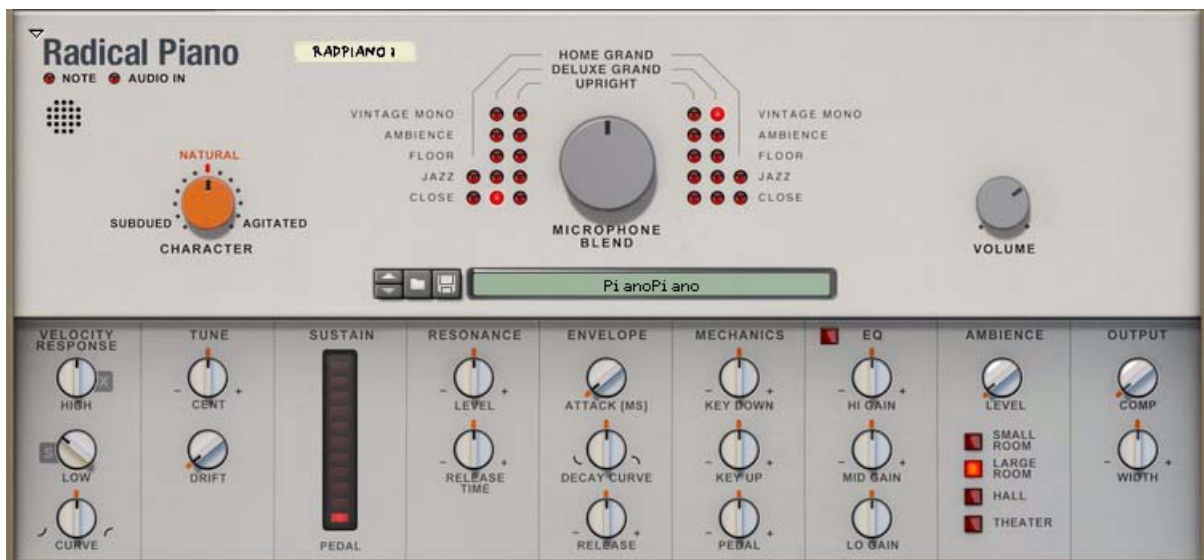 Radical Piano
RADPIANO 1
NOTE
AUDIO IN
HOME GRAND
DELUXE GRAND
UPRIGHT
VINTAGE MONO
AMBIENCE
FLOOR
JAZZ
CLOSE
VINTAGE MONO
AMBIENCE
FLOOR
JAZZ
CLOSE
NATURAL
SUBDUED
AGITATED
CHARACTER
MICROPHONE
BLEND
VOLUME
PianoPiano
VELOCITY
RESPONSE
HIGH
X
S
LOW
CURVE
TUNE
- +
CENT
DRIFT
SUSTAIN
PEDAL
RESONANCE
- +
LEVEL
- +
RELEASE
TIME
ENVELOPE
ATTACK [MS]
DECAY CURVE
- +
RELEASE
MECHANICS
- +
KEY DOWN
- +
KEY UP
- +
PEDAL
EQ
- +
HI GAIN
- +
MID GAIN
- +
LO GAIN
AMBIENCE
LEVEL
SMALL
ROOM
LARGE
ROOM
HALL
THEATER
OUTPUT
COMP
- +
WIDTH